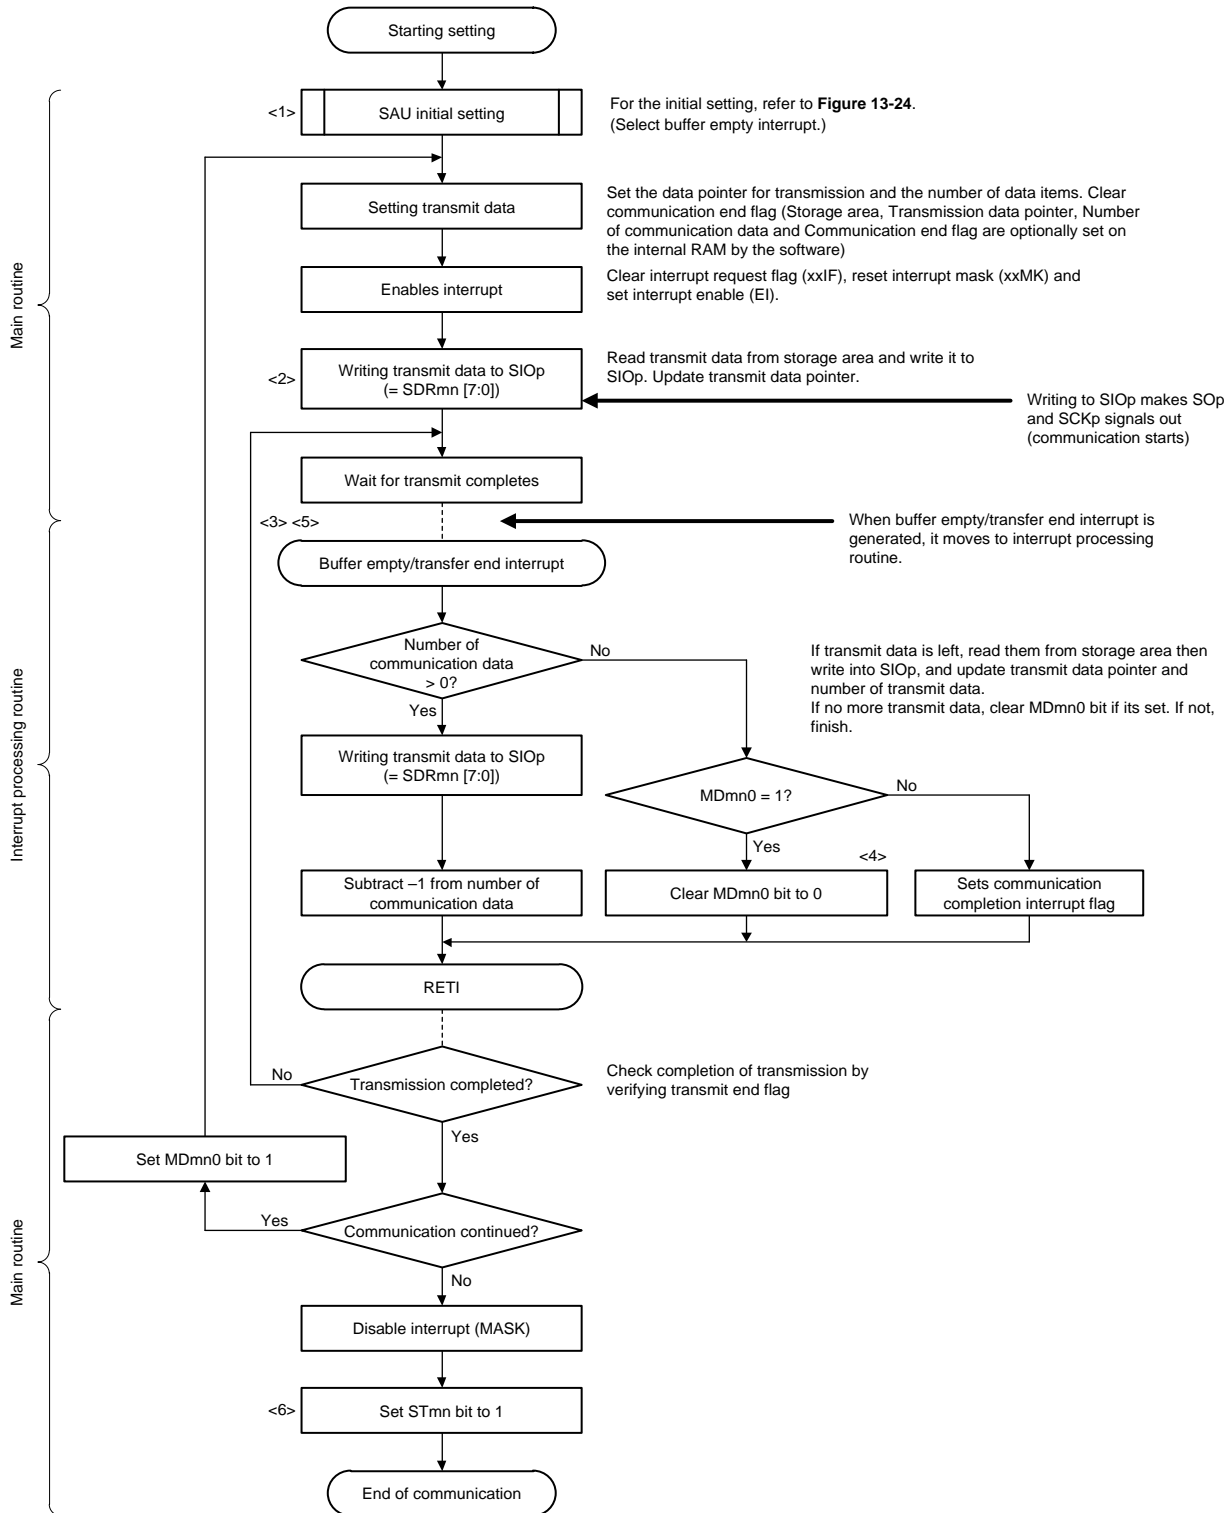 Starting setting
<1>
SAU initial setting
For the initial setting, refer to Figure 13-24.
(Select buffer empty interrupt.)
Setting transmit data
Set the data pointer for transmission and the number of data items. Clear
communication end flag (Storage area, Transmission data pointer, Number
of communication data and Communication end flag are optionally set on
the internal RAM by the software)
Main routine
Enables interrupt
Clear interrupt request flag (xxIF), reset interrupt mask (xxMK) and
set interrupt enable (EI).
<2>
Writing transmit data to SIOp
(= SDRmn [7:0])
Read transmit data from storage area and write it to
SIOp. Update transmit data pointer.
Writing to SIOp makes SOp
and SCKp signals out
(communication starts)
Wait for transmit completes
<3> <5>
When buffer empty/transfer end interrupt is
generated, it moves to interrupt processing
routine.
Buffer empty/transfer end interrupt
Number of
communication data
> 0?
No
Yes
If transmit data is left, read them from storage area then
write into SIOp, and update transmit data pointer and
number of transmit data.
If no more transmit data, clear MDmn0 bit if its set. If not,
finish.
Interrupt processing routine
Writing transmit data to SIOp
(= SDRmn [7:0])
MDmn0 = 1?
No
Yes
<4>
Subtract –1 from number of
communication data
Clear MDmn0 bit to 0
Sets communication
completion interrupt flag
RETI
No
Transmission completed?
Check completion of transmission by
verifying transmit end flag
Yes
Set MDmn0 bit to 1
Yes
Communication continued?
Main routine
No
Disable interrupt (MASK)
<6>
Set STmn bit to 1
End of communication